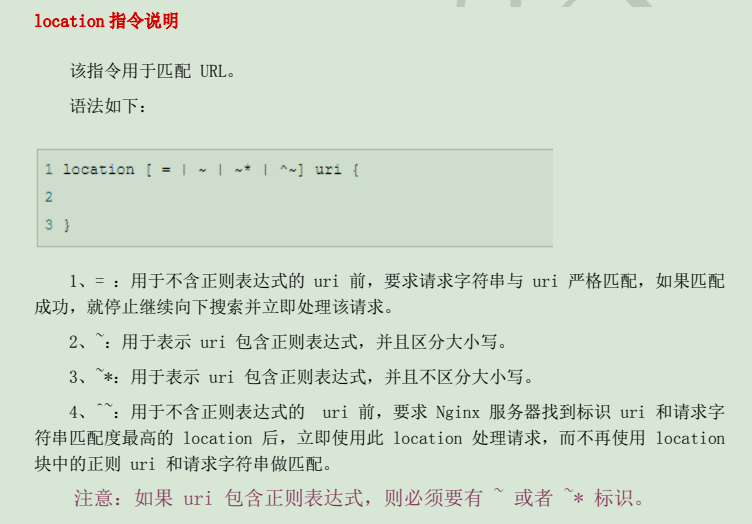 location 指令说明
该指令用于匹配 URL。
语法如下：
1 location [ = | ~ | ~* | ^~] uri {
2
3 }
1、= ：用于不含正则表达式的 uri 前，要求请求字符串与 uri 严格匹配，如果匹配
成功，就停止继续向下搜索并立即处理该请求。
2、~：用于表示 uri 包含正则表达式，并且区分大小写。
3、~*：用于表示 uri 包含正则表达式，并且不区分大小写。
4、^~：用于不含正则表达式的 uri 前，要求 Nginx 服务器找到标识 uri 和请求字
符串匹配度最高的 location 后，立即使用此 location 处理请求，而不再使用 location
块中的正则 uri 和请求字符串做匹配。
注意：如果 uri 包含正则表达式，则必须要有 ~ 或者 ~* 标识。